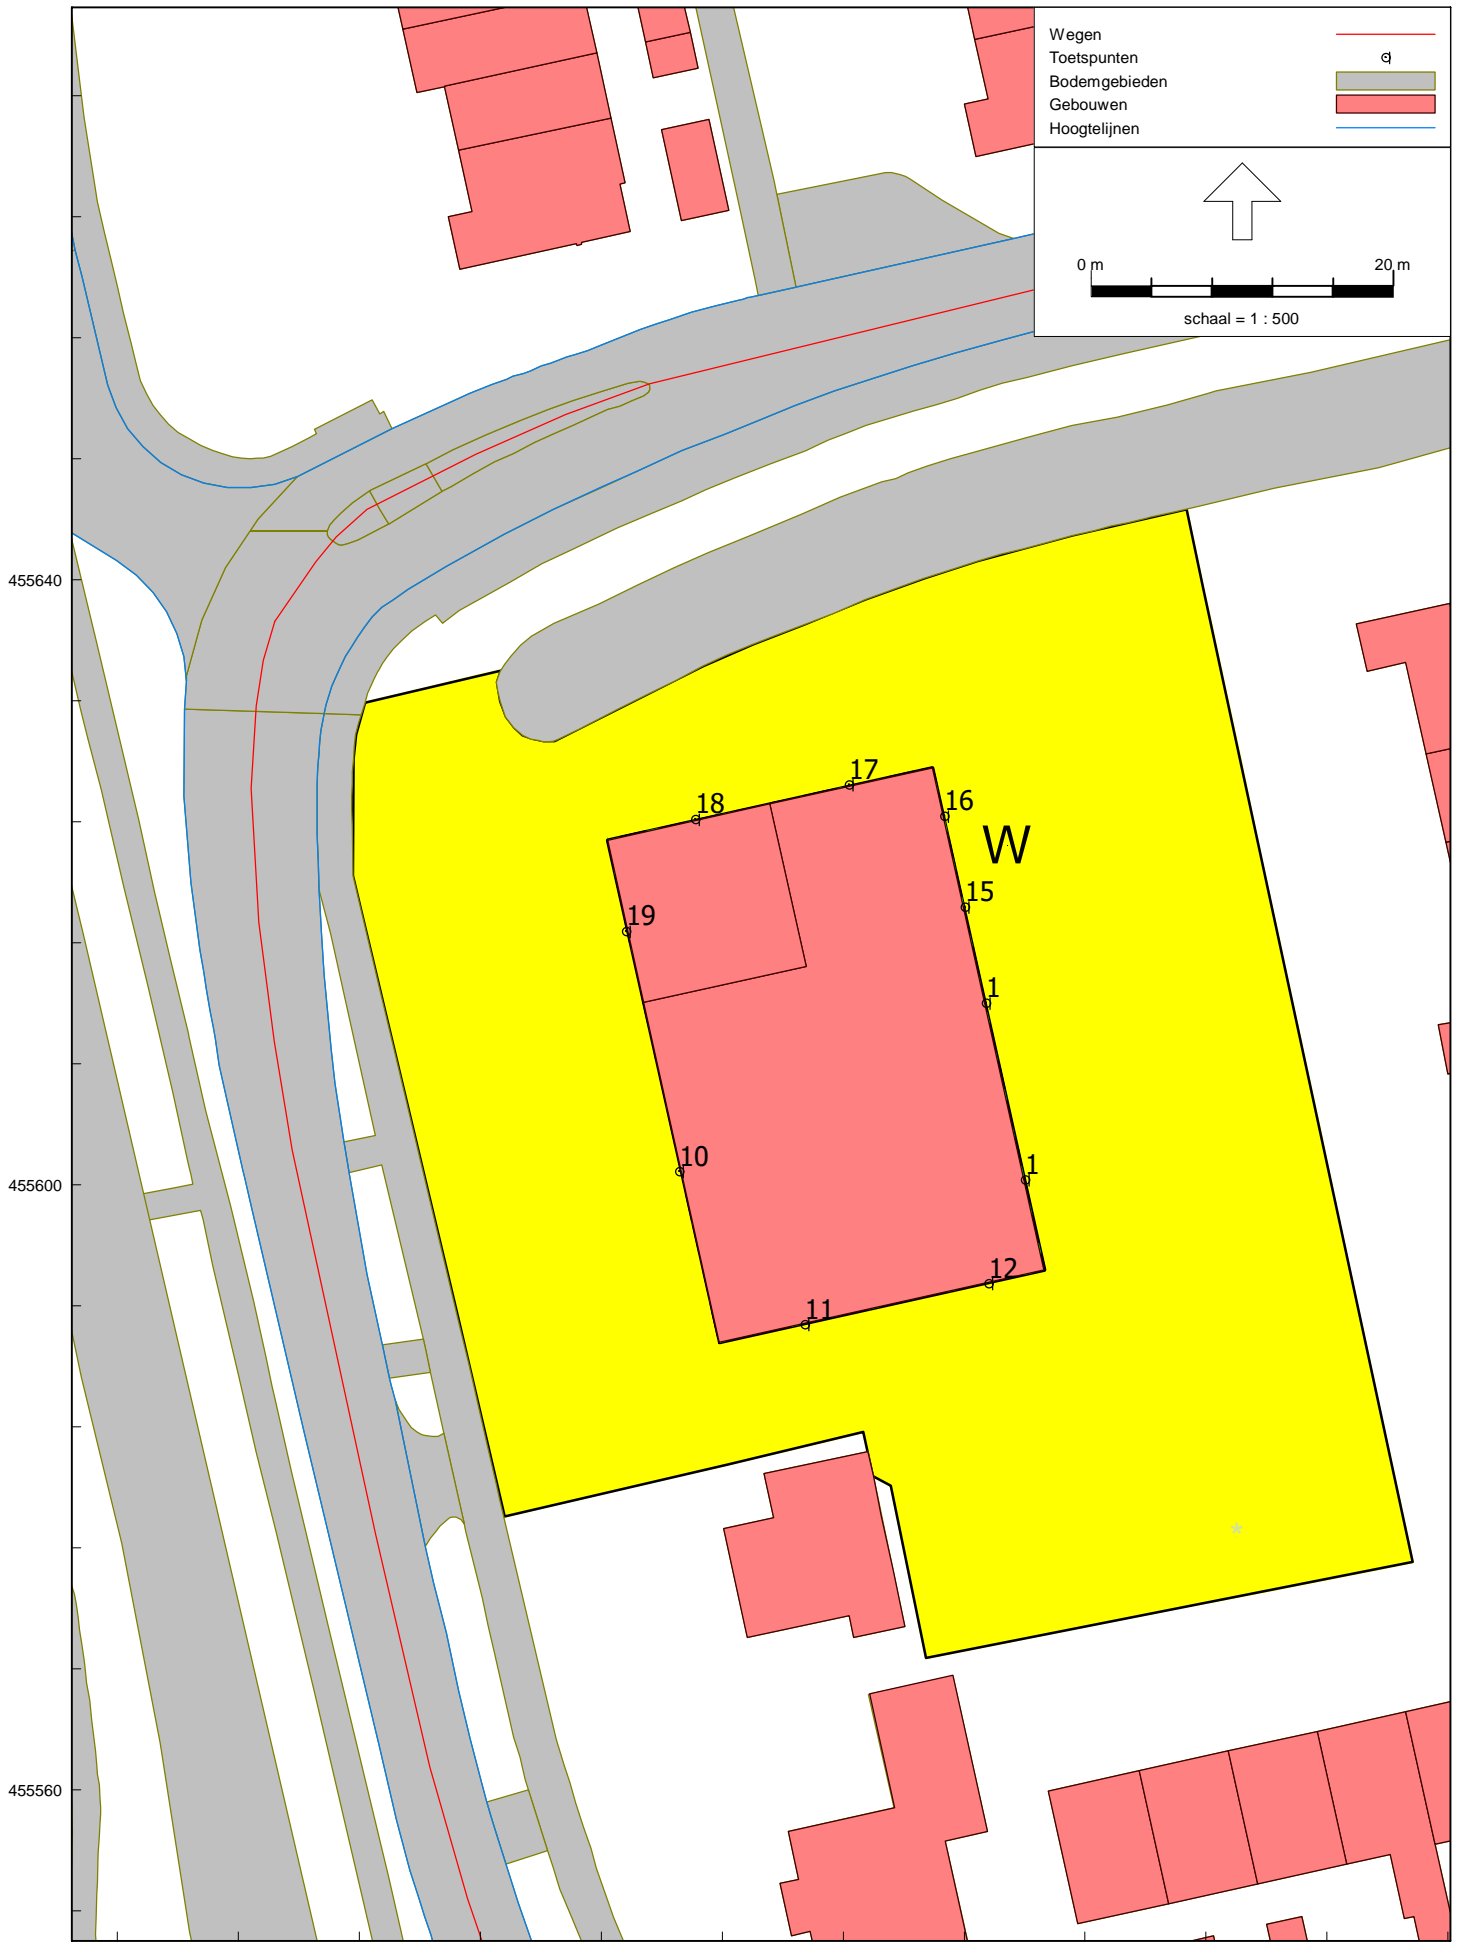 Wegen
Toetspunten
Bodemgebieden
Gebouwen
Hoogtelijnen
0 m 20 m
schaal = 1 : 500
455640
17
18
16
W
15
19
1
10
1
455600
12
11
455560